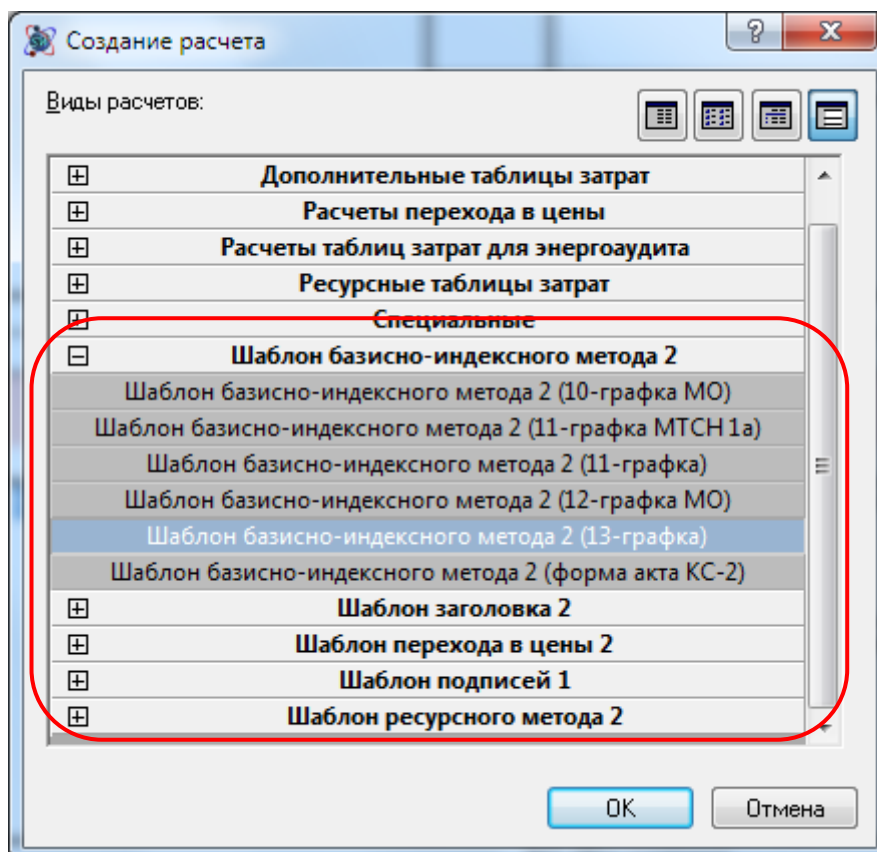 Создание расчета
Виды расчетов:
Дополнительные таблицы затрат
Расчеты перехода в цены
Расчеты таблиц затрат для энергоаудита
Ресурсные таблицы затрат
Специальные
Шаблон базисно-индексного метода 2
Шаблон базисно-индексного метода 2 (10-графка МО)
Шаблон базисно-индексного метода 2 (11-графка МТСН 1а)
Шаблон базисно-индексного метода 2 (11-графка)
Шаблон базисно-индексного метода 2 (12-графка МО)
Шаблон базисно-индексного метода 2 (13-графка)
Шаблон базисно-индексного метода 2 (форма акта КС-2)
Шаблон заголовка 2
Шаблон перехода в цены 2
Шаблон подписей 1
Шаблон ресурсного метода 2
OK Отмена